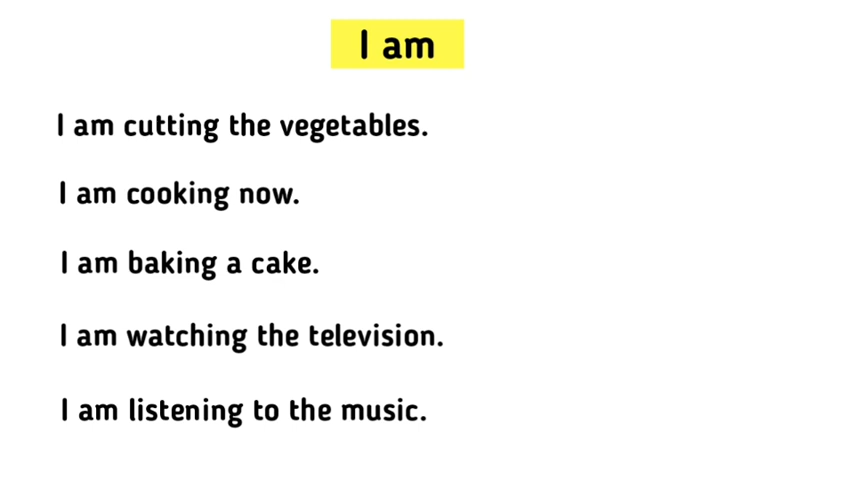 I am
I am cutting the vegetables.
I am cooking now.
I am baking a cake.
I am watching the television.
I am listening to the music.